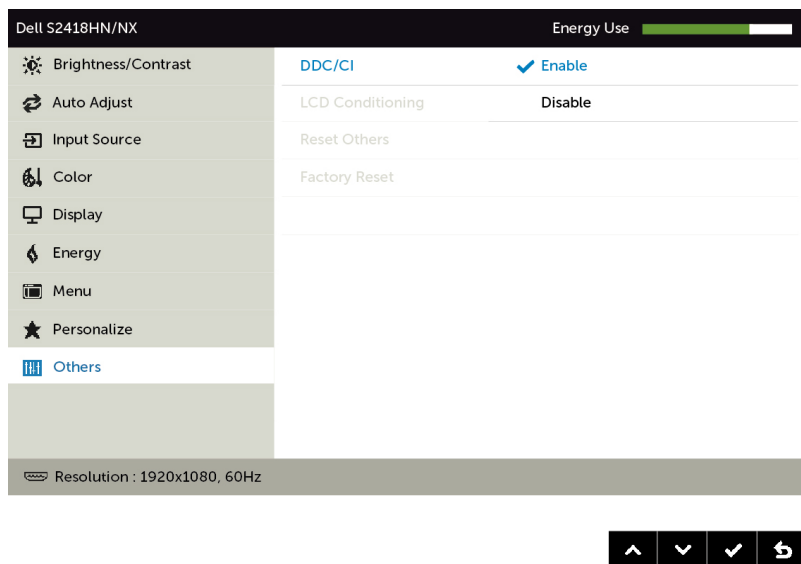 Dell S2418HN/NX Energy Use
Brightness/Contrast DDC/CI Enable
Auto Adjust LCD Conditioning Disable
Input Source Reset Others
Color Factory Reset
Display
Energy
Menu
Personalize
Others
Resolution : 1920x1080, 60Hz